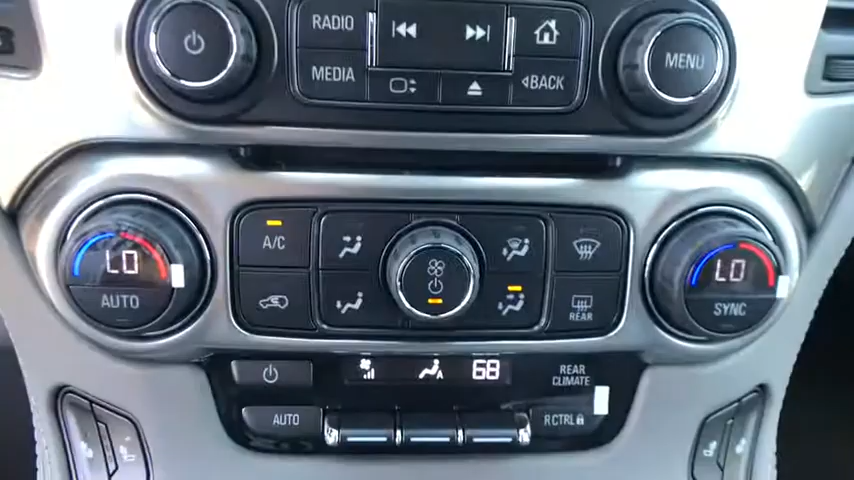 RADIO
MEDIA
BACK
MENU
A/C
LO
AUTO
REAR
LO
SYNC
68
REAR
CLIMATE
AUTO
RCTRL